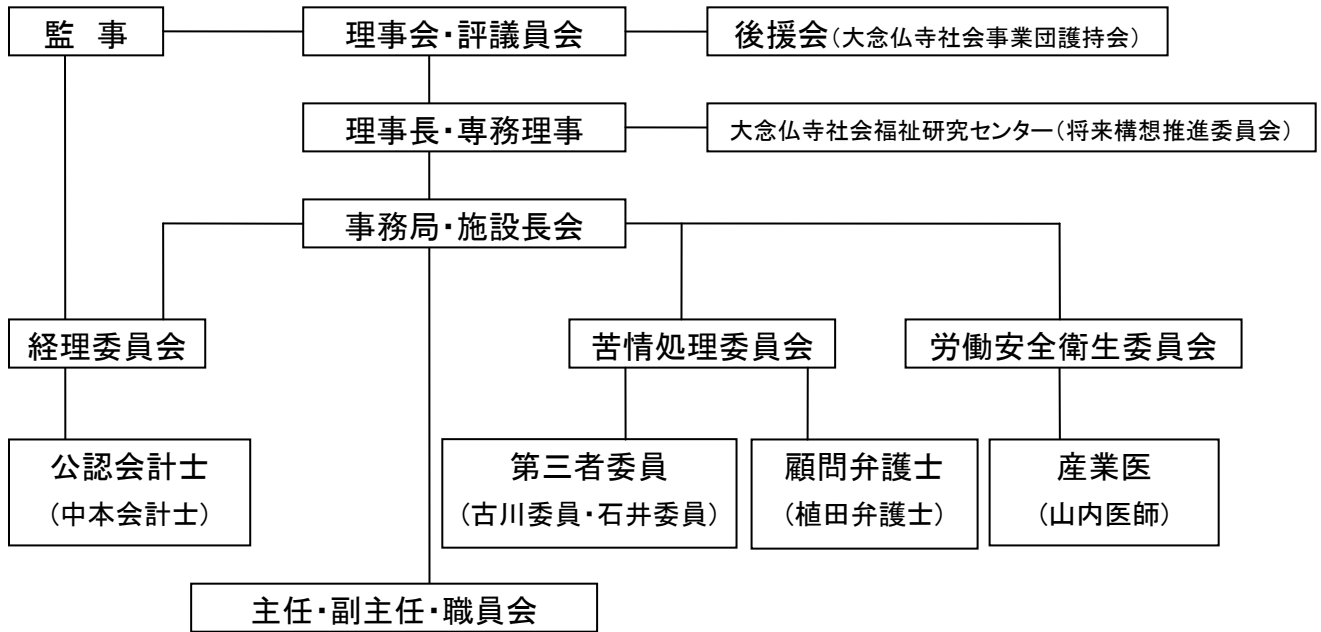 監 事
理事会・評議員会
後援会(大念仏寺社会事業団護持会)
理事長・専務理事
大念仏寺社会福祉研究センター(将来構想推進委員会)
事務局・施設長会
経理委員会
苦情処理委員会
労働安全衛生委員会
公認会計士
(中本会計士)
第三者委員
(古川委員・石井委員)
顧問弁護士
(植田弁護士)
産業医
(山内医師)
主任・副主任・職員会